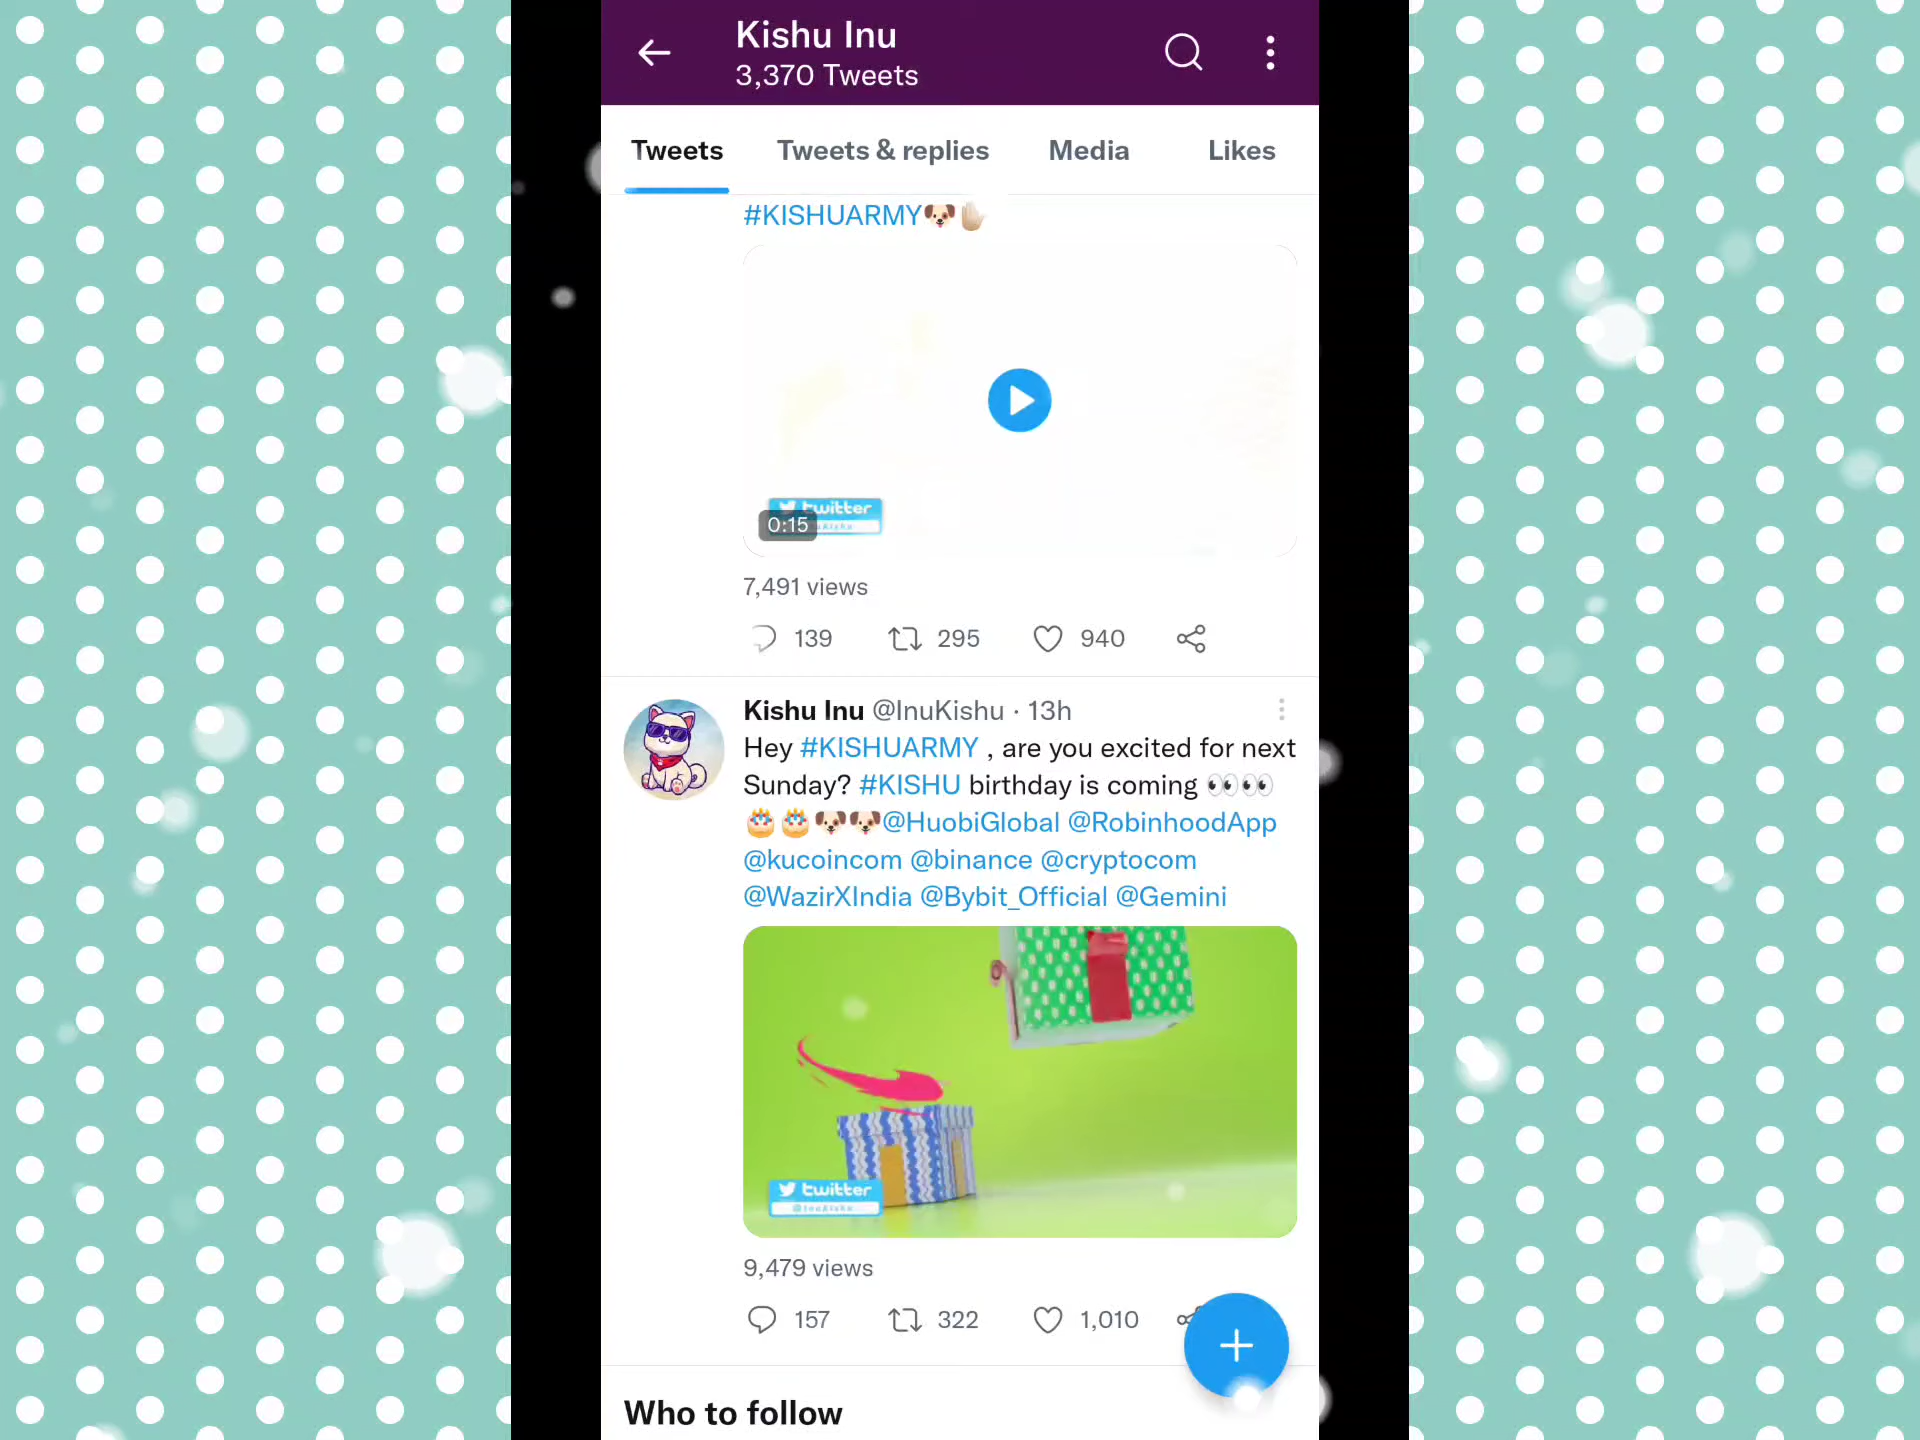 Kishu Inu
3,370 Tweets
Tweets Tweets & replies Media Likes
#KISHUARMY🐶✋🏼
twitter
0:15
7,491 views
139 295 940
Kishu Inu @InuKishu · 13h
Hey #KISHUARMY , are you excited for next
Sunday? #KISHU birthday is coming 👀👀
🎂🎂🐶🐶@HuobiGlobal @RobinhoodApp
@kucoincom @binance @cryptocom
@WazirXIndia @Bybit_Official @Gemini
twitter
@InuKishu
9,479 views
157 322 1,010
Who to follow